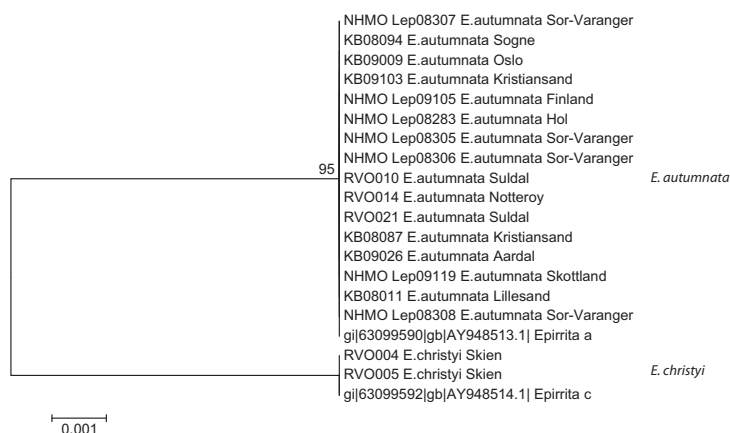 NHMO Lep08307 E.autumnata Sor-Varanger
KB08094 E.autumnata Sogne
KB09009 E.autumnata Oslo
KB09103 E.autumnata Kristiansand
NHMO Lep09105 E.autumnata Finland
NHMO Lep08283 E.autumnata Hol
NHMO Lep08305 E.autumnata Sor-Varanger
NHMO Lep08306 E.autumnata Sor-Varanger
95
RVO010 E.autumnata Suldal
E. autumnata
RVO014 E.autumnata Notteroy
RVO021 E.autumnata Suldal
KB08087 E.autumnata Kristiansand
KB09026 E.autumnata Aardal
NHMO Lep09119 E.autumnata Skottland
KB08011 E.autumnata Lillesand
NHMO Lep08308 E.autumnata Sor-Varanger
gi|63099590|gb|AY948513.1| Epirrita a
RVO004 E.christyi Skien
RVO005 E.christyi Skien
E. christyi
gi|63099592|gb|AY948514.1| Epirrita c
0.001